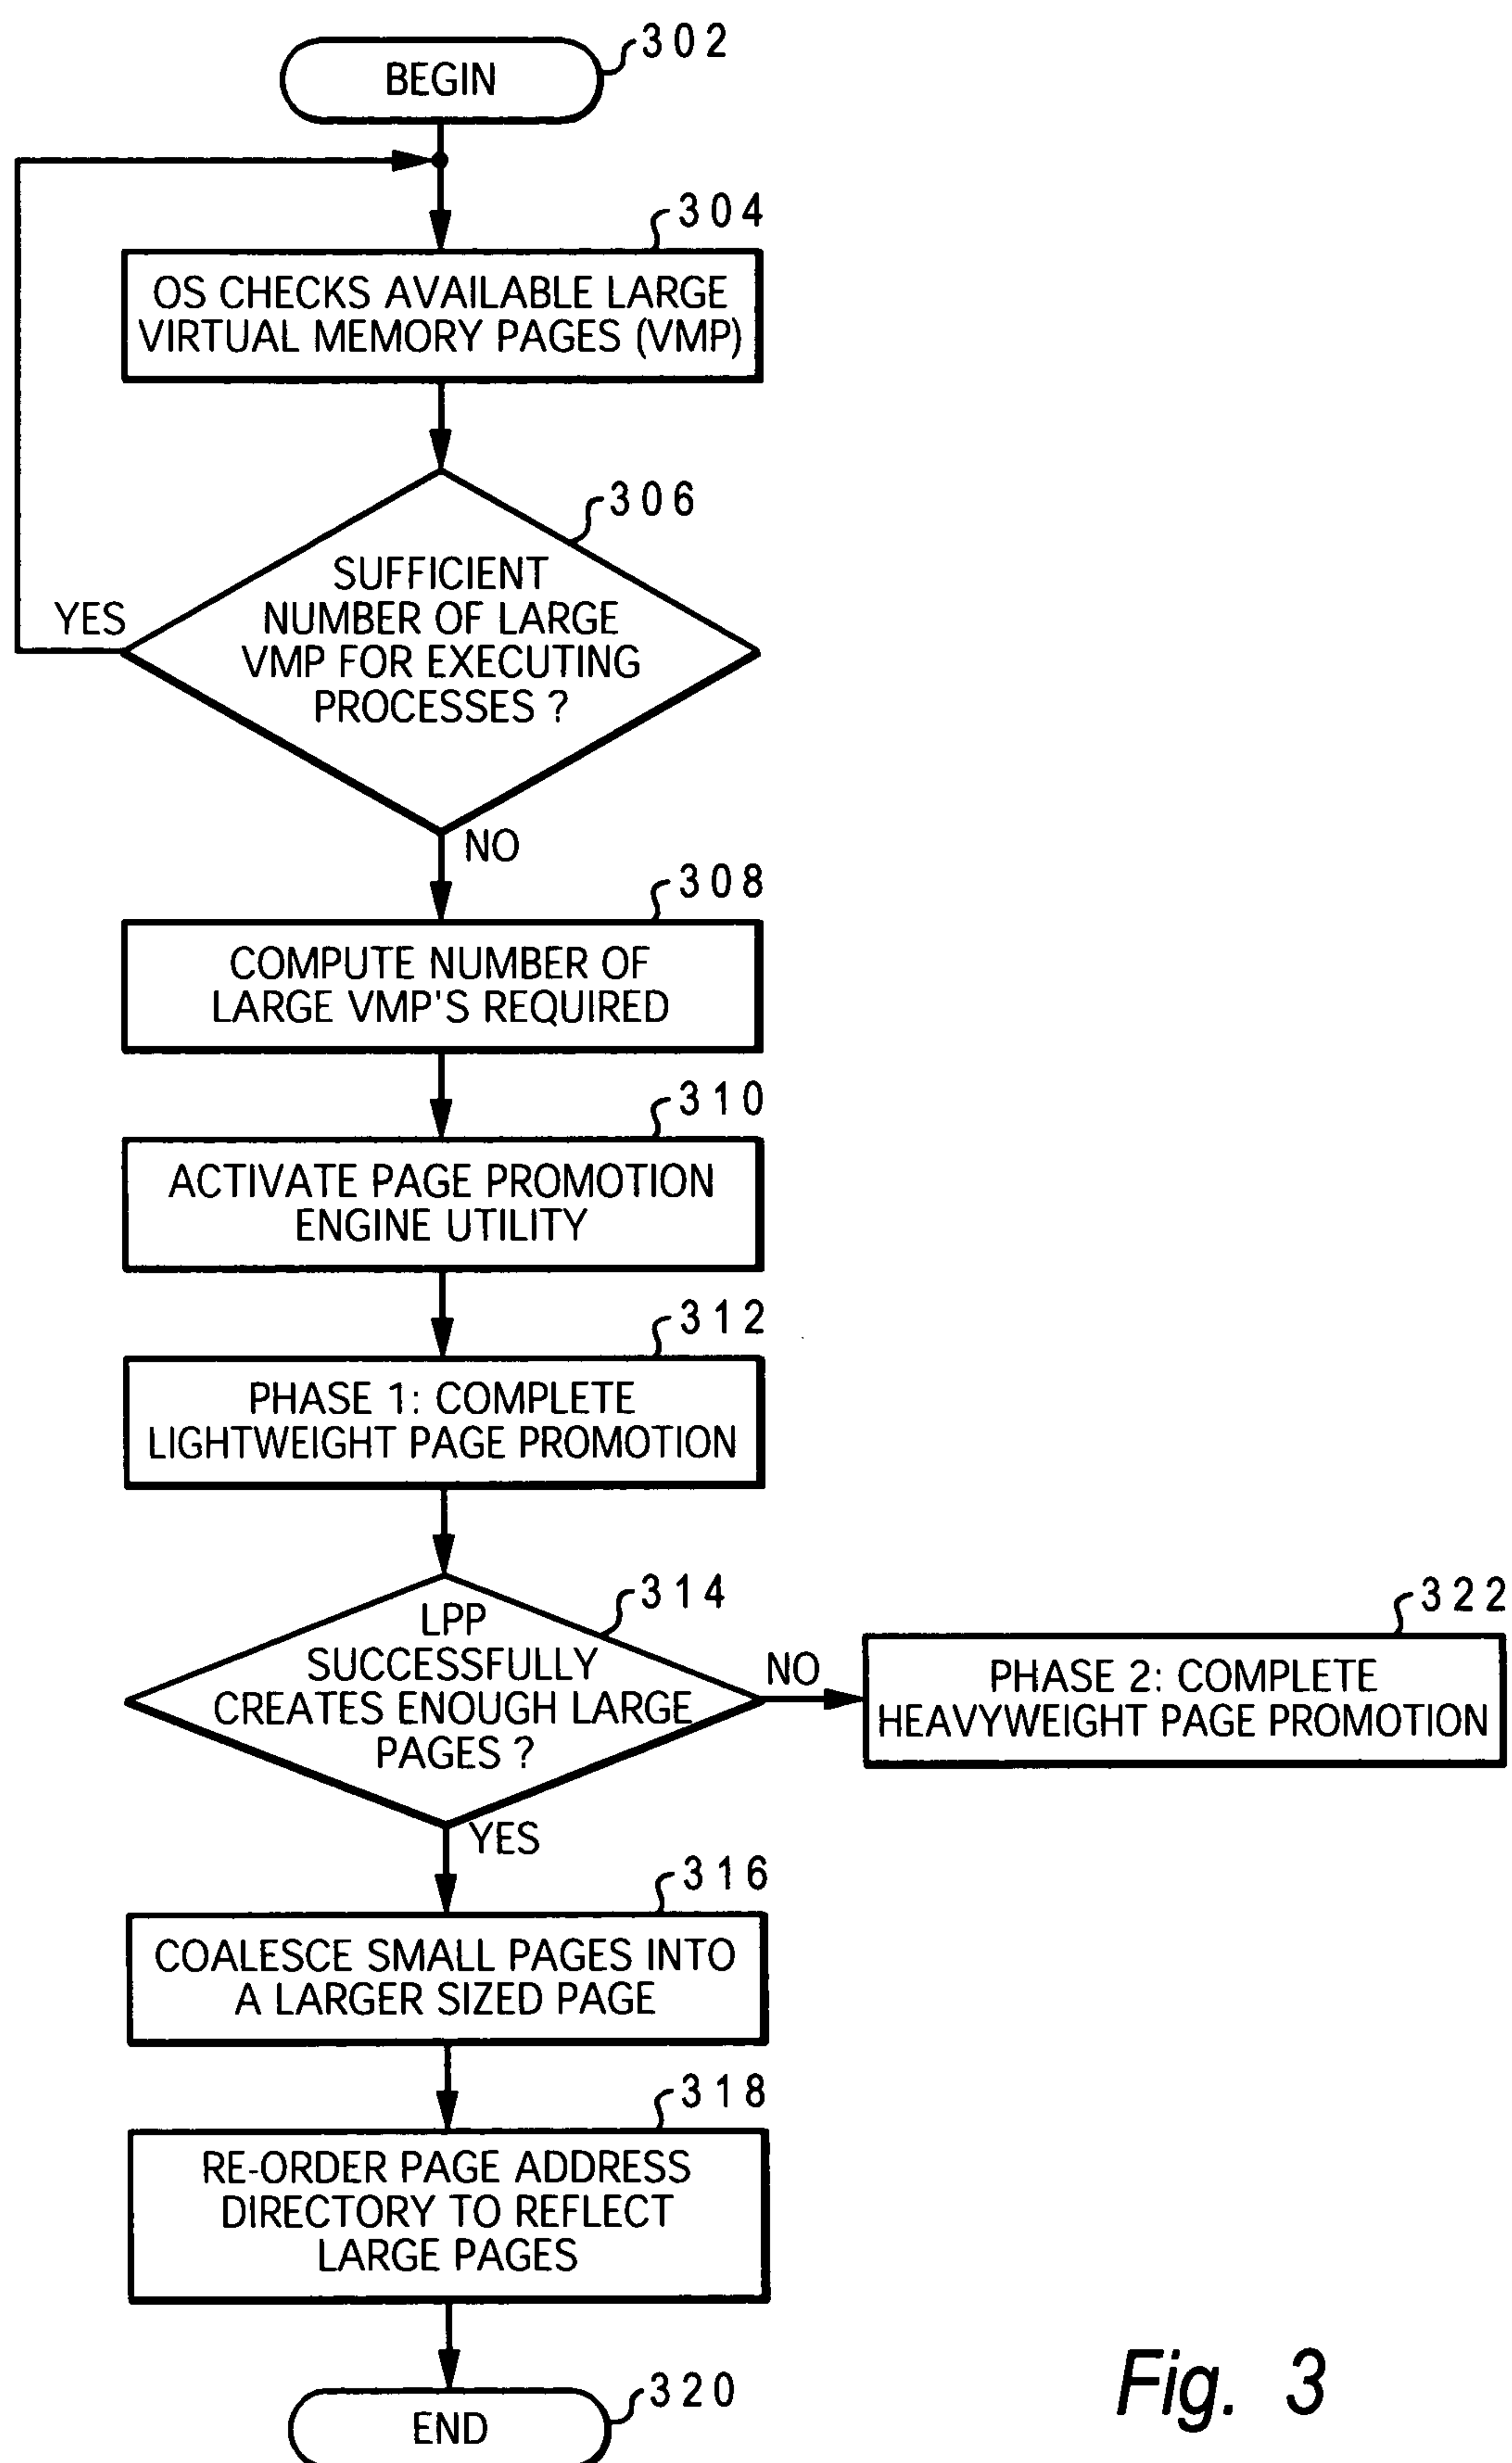 302
BEGIN
304
OS CHECKS AVAILABLE LARGE
VIRTUAL MEMORY PAGES (VMP)
306
SUFFICIENT
NUMBER OF LARGE
VMP FOR EXECUTING
PROCESSES ?
YES
NO
308
COMPUTE NUMBER OF
LARGE VMP'S REQUIRED
310
ACTIVATE PAGE PROMOTION
ENGINE UTILITY
312
PHASE 1: COMPLETE
LIGHTWEIGHT PAGE PROMOTION
314
LPP
SUCCESSFULLY
CREATES ENOUGH LARGE
PAGES ?
NO
322
PHASE 2: COMPLETE
HEAVYWEIGHT PAGE PROMOTION
YES
316
COALESCE SMALL PAGES INTO
A LARGER SIZED PAGE
318
RE-ORDER PAGE ADDRESS
DIRECTORY TO REFLECT
LARGE PAGES
320
END
Fig. 3